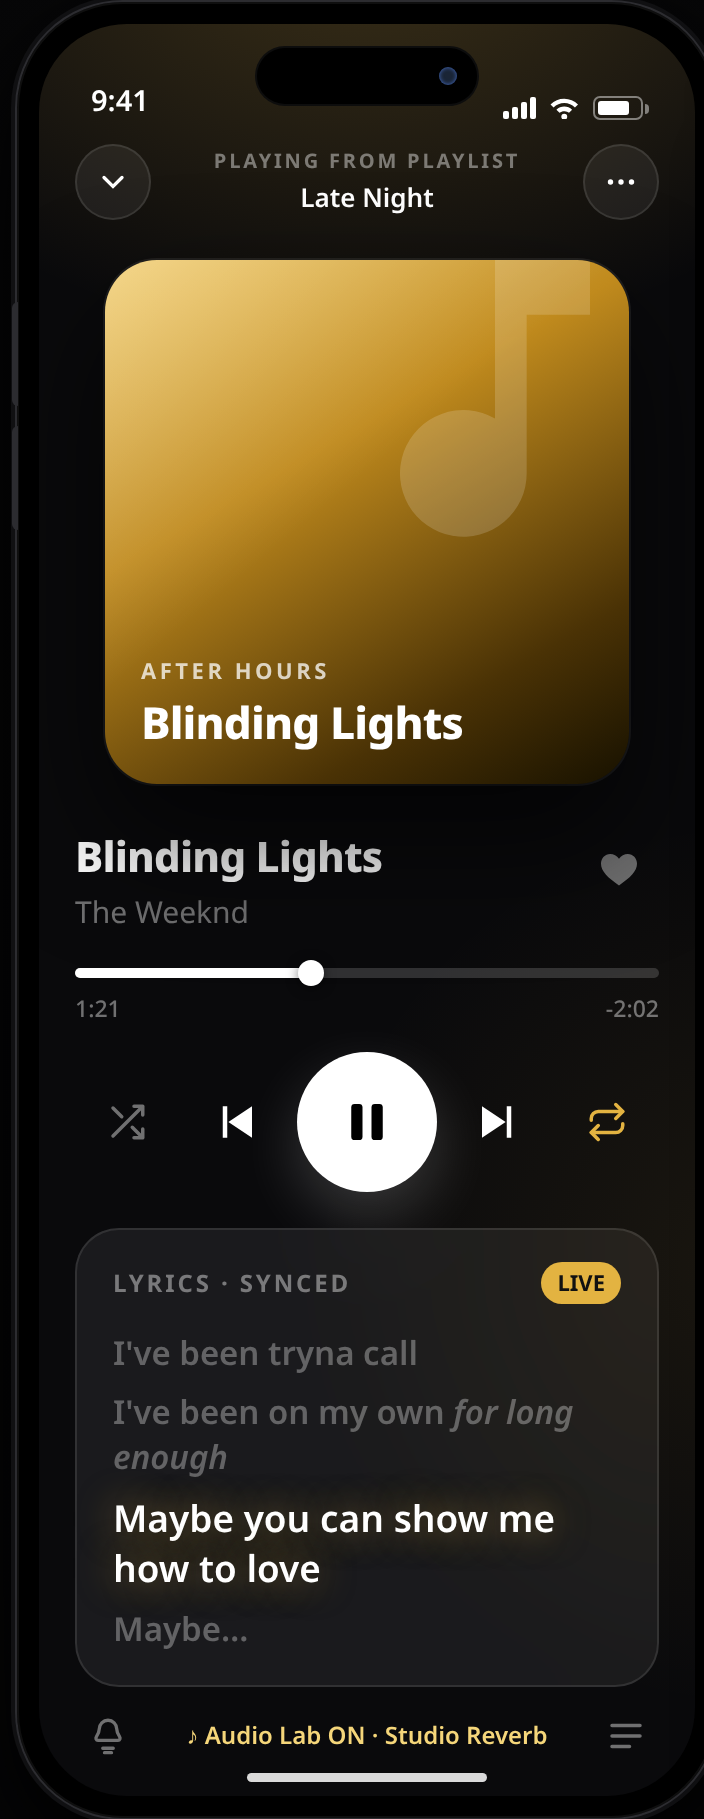 9:41
PLAYING FROM PLAYLIST
Late Night
AFTER HOURS
Blinding Lights
Blinding Lights
The Weeknd
1:21
-2:02
LYRICS · SYNCED
LIVE
I've been tryna call
I've been on my own for long
enough
Maybe you can show me
how to love
Maybe...
♪ Audio Lab ON · Studio Reverb